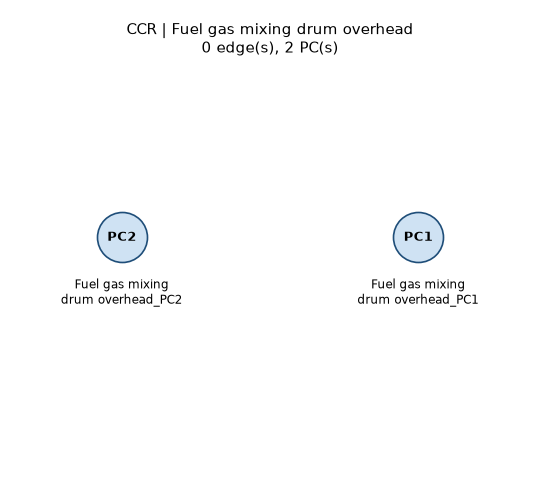 CCR | Fuel gas mixing drum overhead
0 edge(s), 2 PC(s)
PC2
PC1
Fuel gas mixing
drum overhead_PC2
Fuel gas mixing
drum overhead_PC1